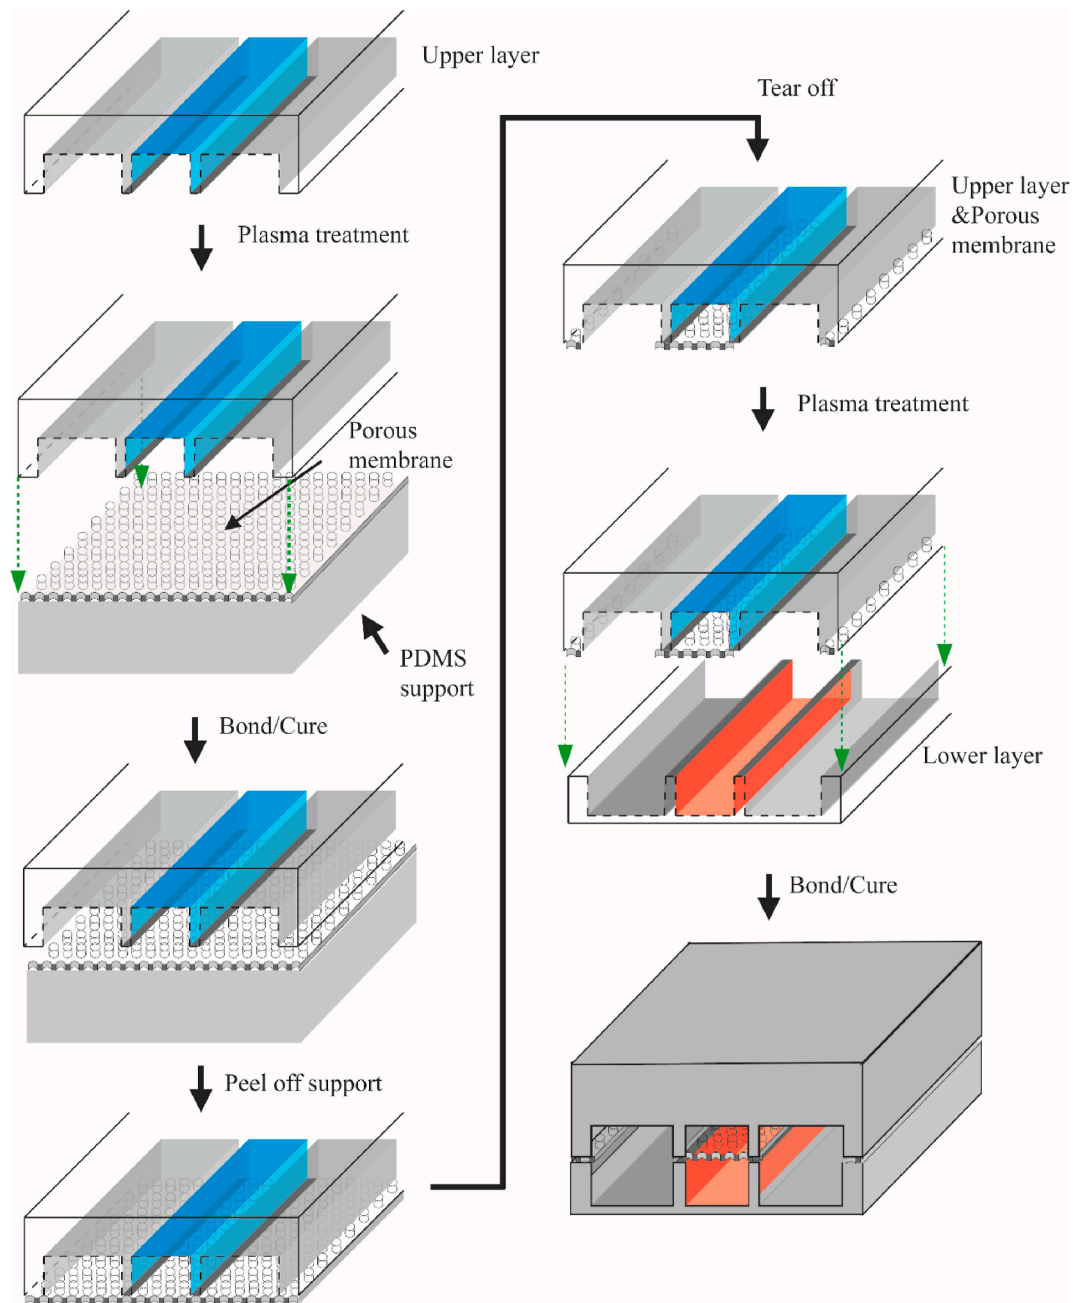 Upper layer
Plasma treatment
Porous
membrane
PDMS
support
Bond/Cure
Peel off support
Tear off
Upper layer
&Porous
membrane
Plasma treatment
Lower layer
Bond/Cure